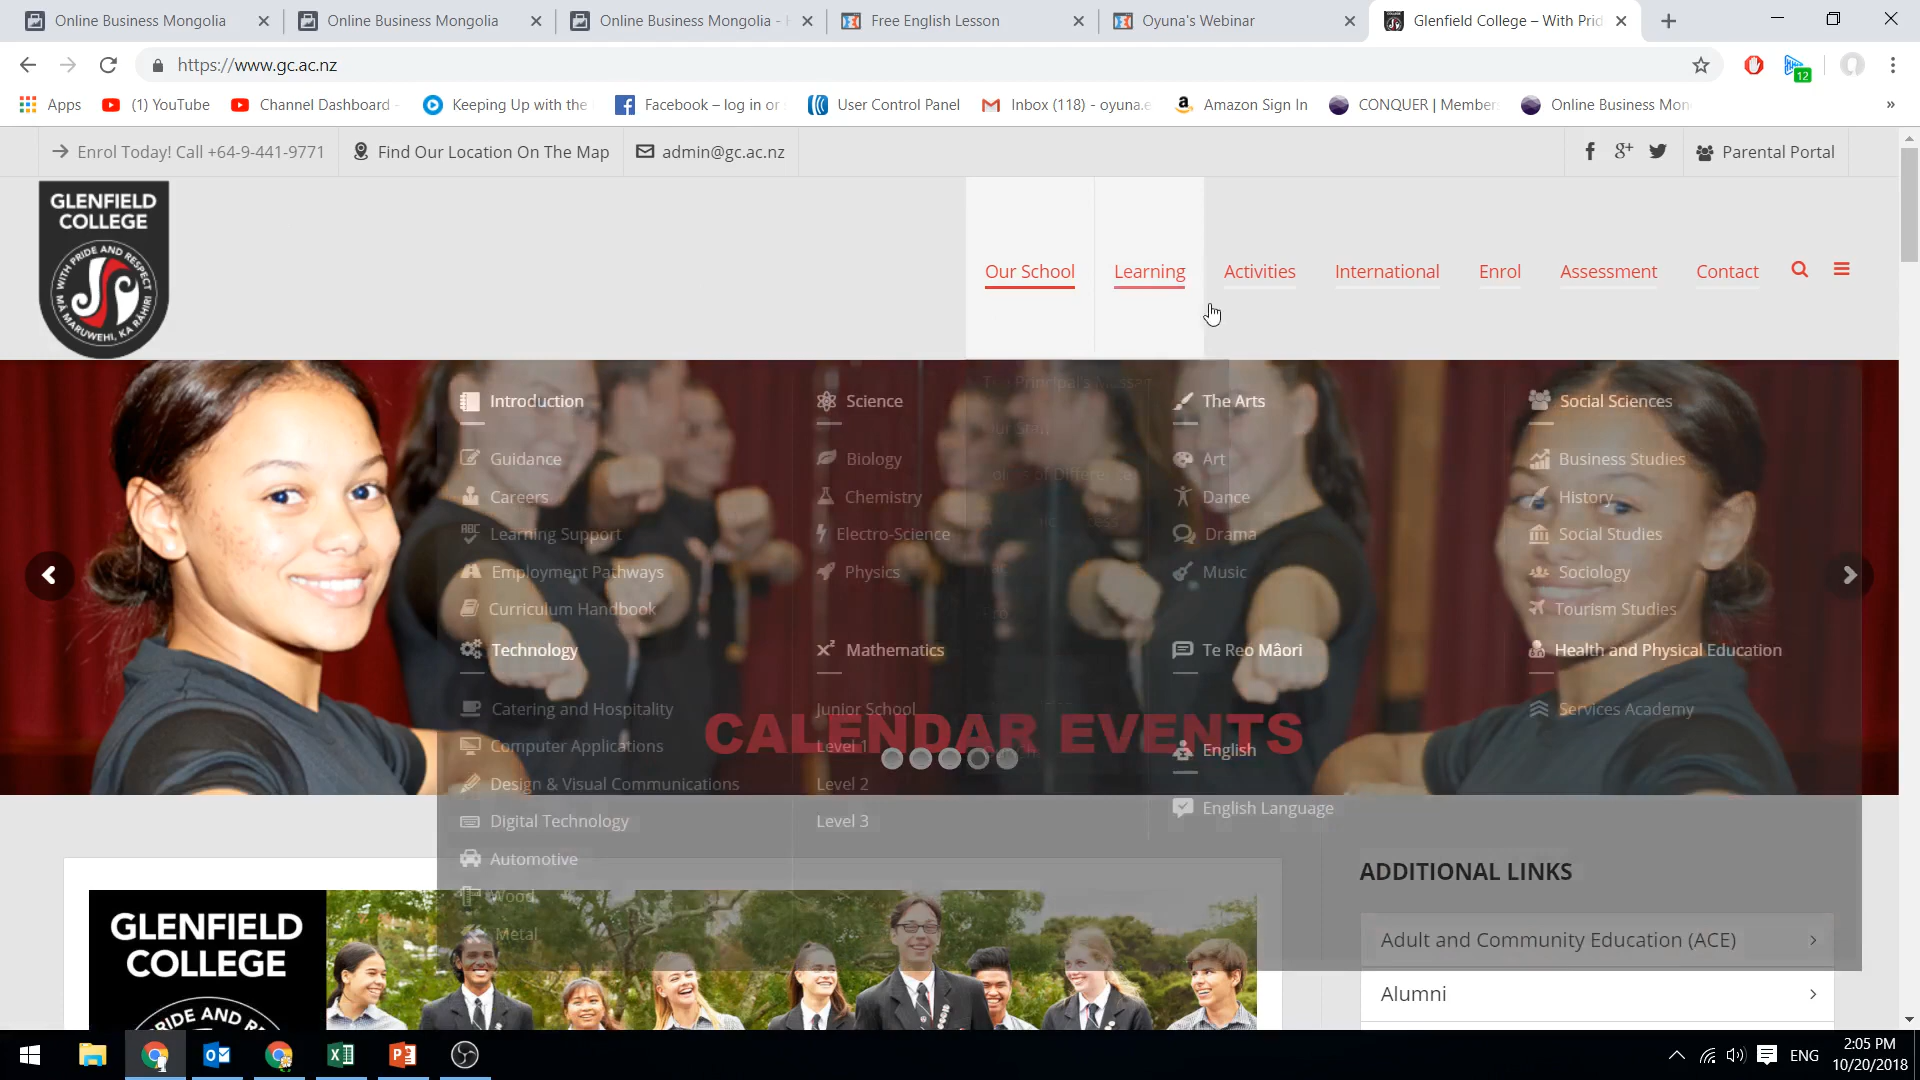 Online Business Mongolia
Online Business Mongolia
Online Business Mongolia -
Free English Lesson
Oyuna's Webinar
Glenfield College – With Prid
https://www.gc.ac.nz
12
Apps
(1) YouTube
Channel Dashboard -
Keeping Up with the
Facebook – log in or
User Control Panel
Inbox (118) - oyuna.e
Amazon Sign In
CONQUER | Member
Online Business Mon
»
Enrol Today! Call +64-9-441-9771
Find Our Location On The Map
admin@gc.ac.nz
Parental Portal
GLENFIELD
COLLEGE
WITH PRIDE AND RESPECT
MĀ MARUWEHI, KA RĀHIRI
Our School
Learning
Activities
International
Enrol
Assessment
Contact
Introduction
Guidance
Careers
Learning Support
Employment Pathways
Curriculum Handbook
Technology
Catering and Hospitality
Computer Applications
Design & Visual Communications
Digital Technology
Automotive
Wood
Metal
Science
Biology
Chemistry
Electro-Science
Physics
Mathematics
Junior School
Level 1
Level 2
Level 3
The Arts
Art
Dance
Drama
Music
Te Reo Mâori
English
English Language
Social Sciences
Business Studies
History
Social Studies
Sociology
Tourism Studies
Health and Physical Education
Services Academy
CALENDAR EVENTS
GLENFIELD
COLLEGE
PRIDE AND
ADDITIONAL LINKS
Adult and Community Education (ACE)
Alumni
ENG
2:05 PM
10/20/2018